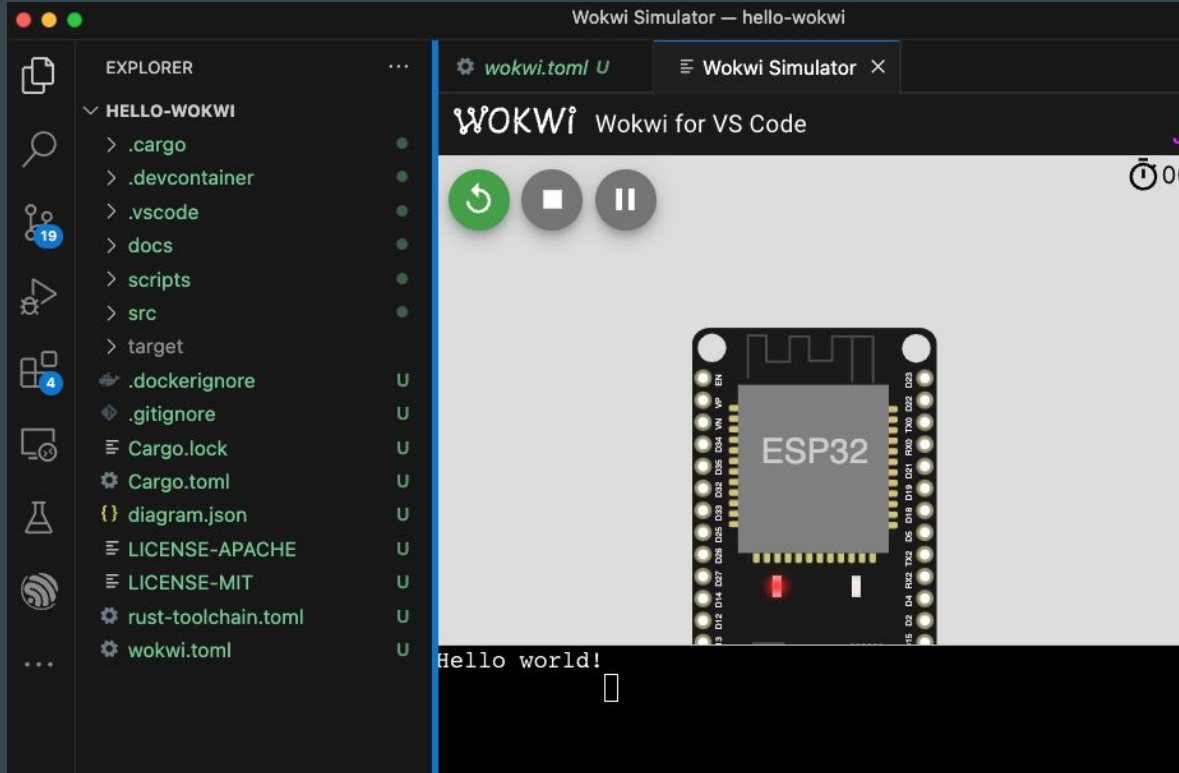 Wokwi Simulator — hello-wokwi
EXPLORER
...
HELLO-WOKWI
.cargo
.devcontainer
.vscode
docs
scripts
src
target
.dockerignore U
.gitignore U
Cargo.lock U
Cargo.toml U
{} diagram.json U
LICENSE-APACHE U
LICENSE-MIT U
rust-toolchain.toml U
wokwi.toml U
19
4
wokwi.toml U
Wokwi Simulator
WOKWi Wokwi for VS Code
ESP32
EN
VP
VN
D34
D35
D32
D33
D25
D26
D27
D14
D12
D23
D22
TX0
RX0
D21
D19
D18
D5
TX2
RX2
D4
D2
Hello world!